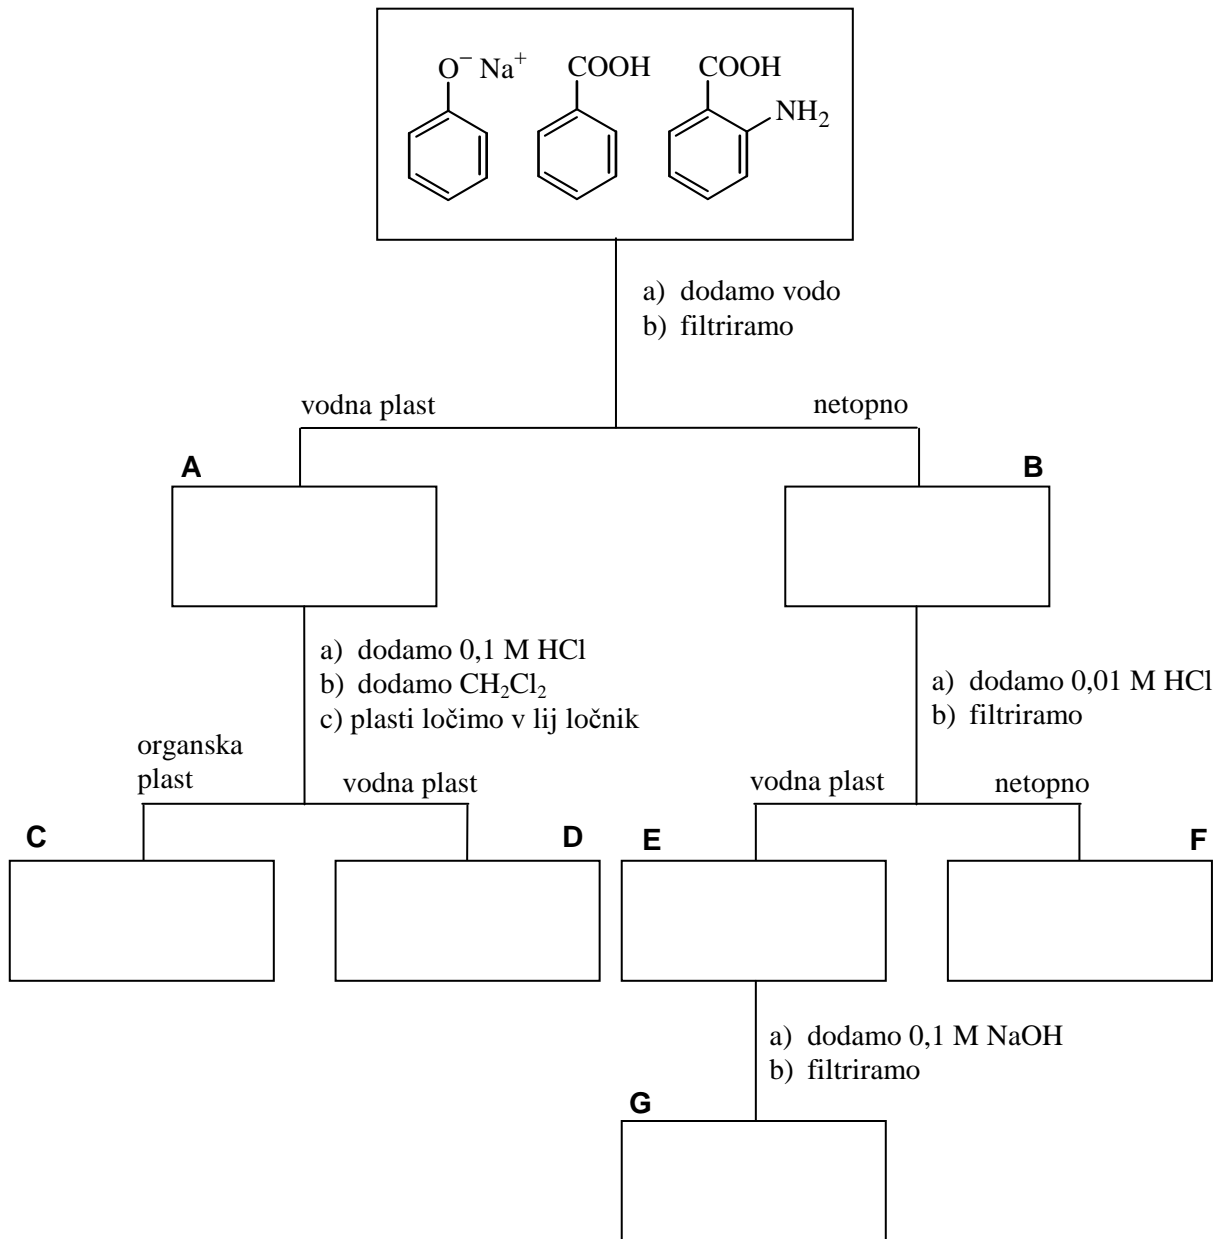 O⁻ Na⁺ COOH COOH
NH₂
a) dodamo vodo
b) filtriramo
vodna plast netopno
A B
a) dodamo 0,1 M HCl
b) dodamo CH₂Cl₂
c) plasti ločimo v lij ločnik
a) dodamo 0,01 M HCl
b) filtriramo
organska
plast
vodna plast
vodna plast netopno
C D E F
a) dodamo 0,1 M NaOH
b) filtriramo
G